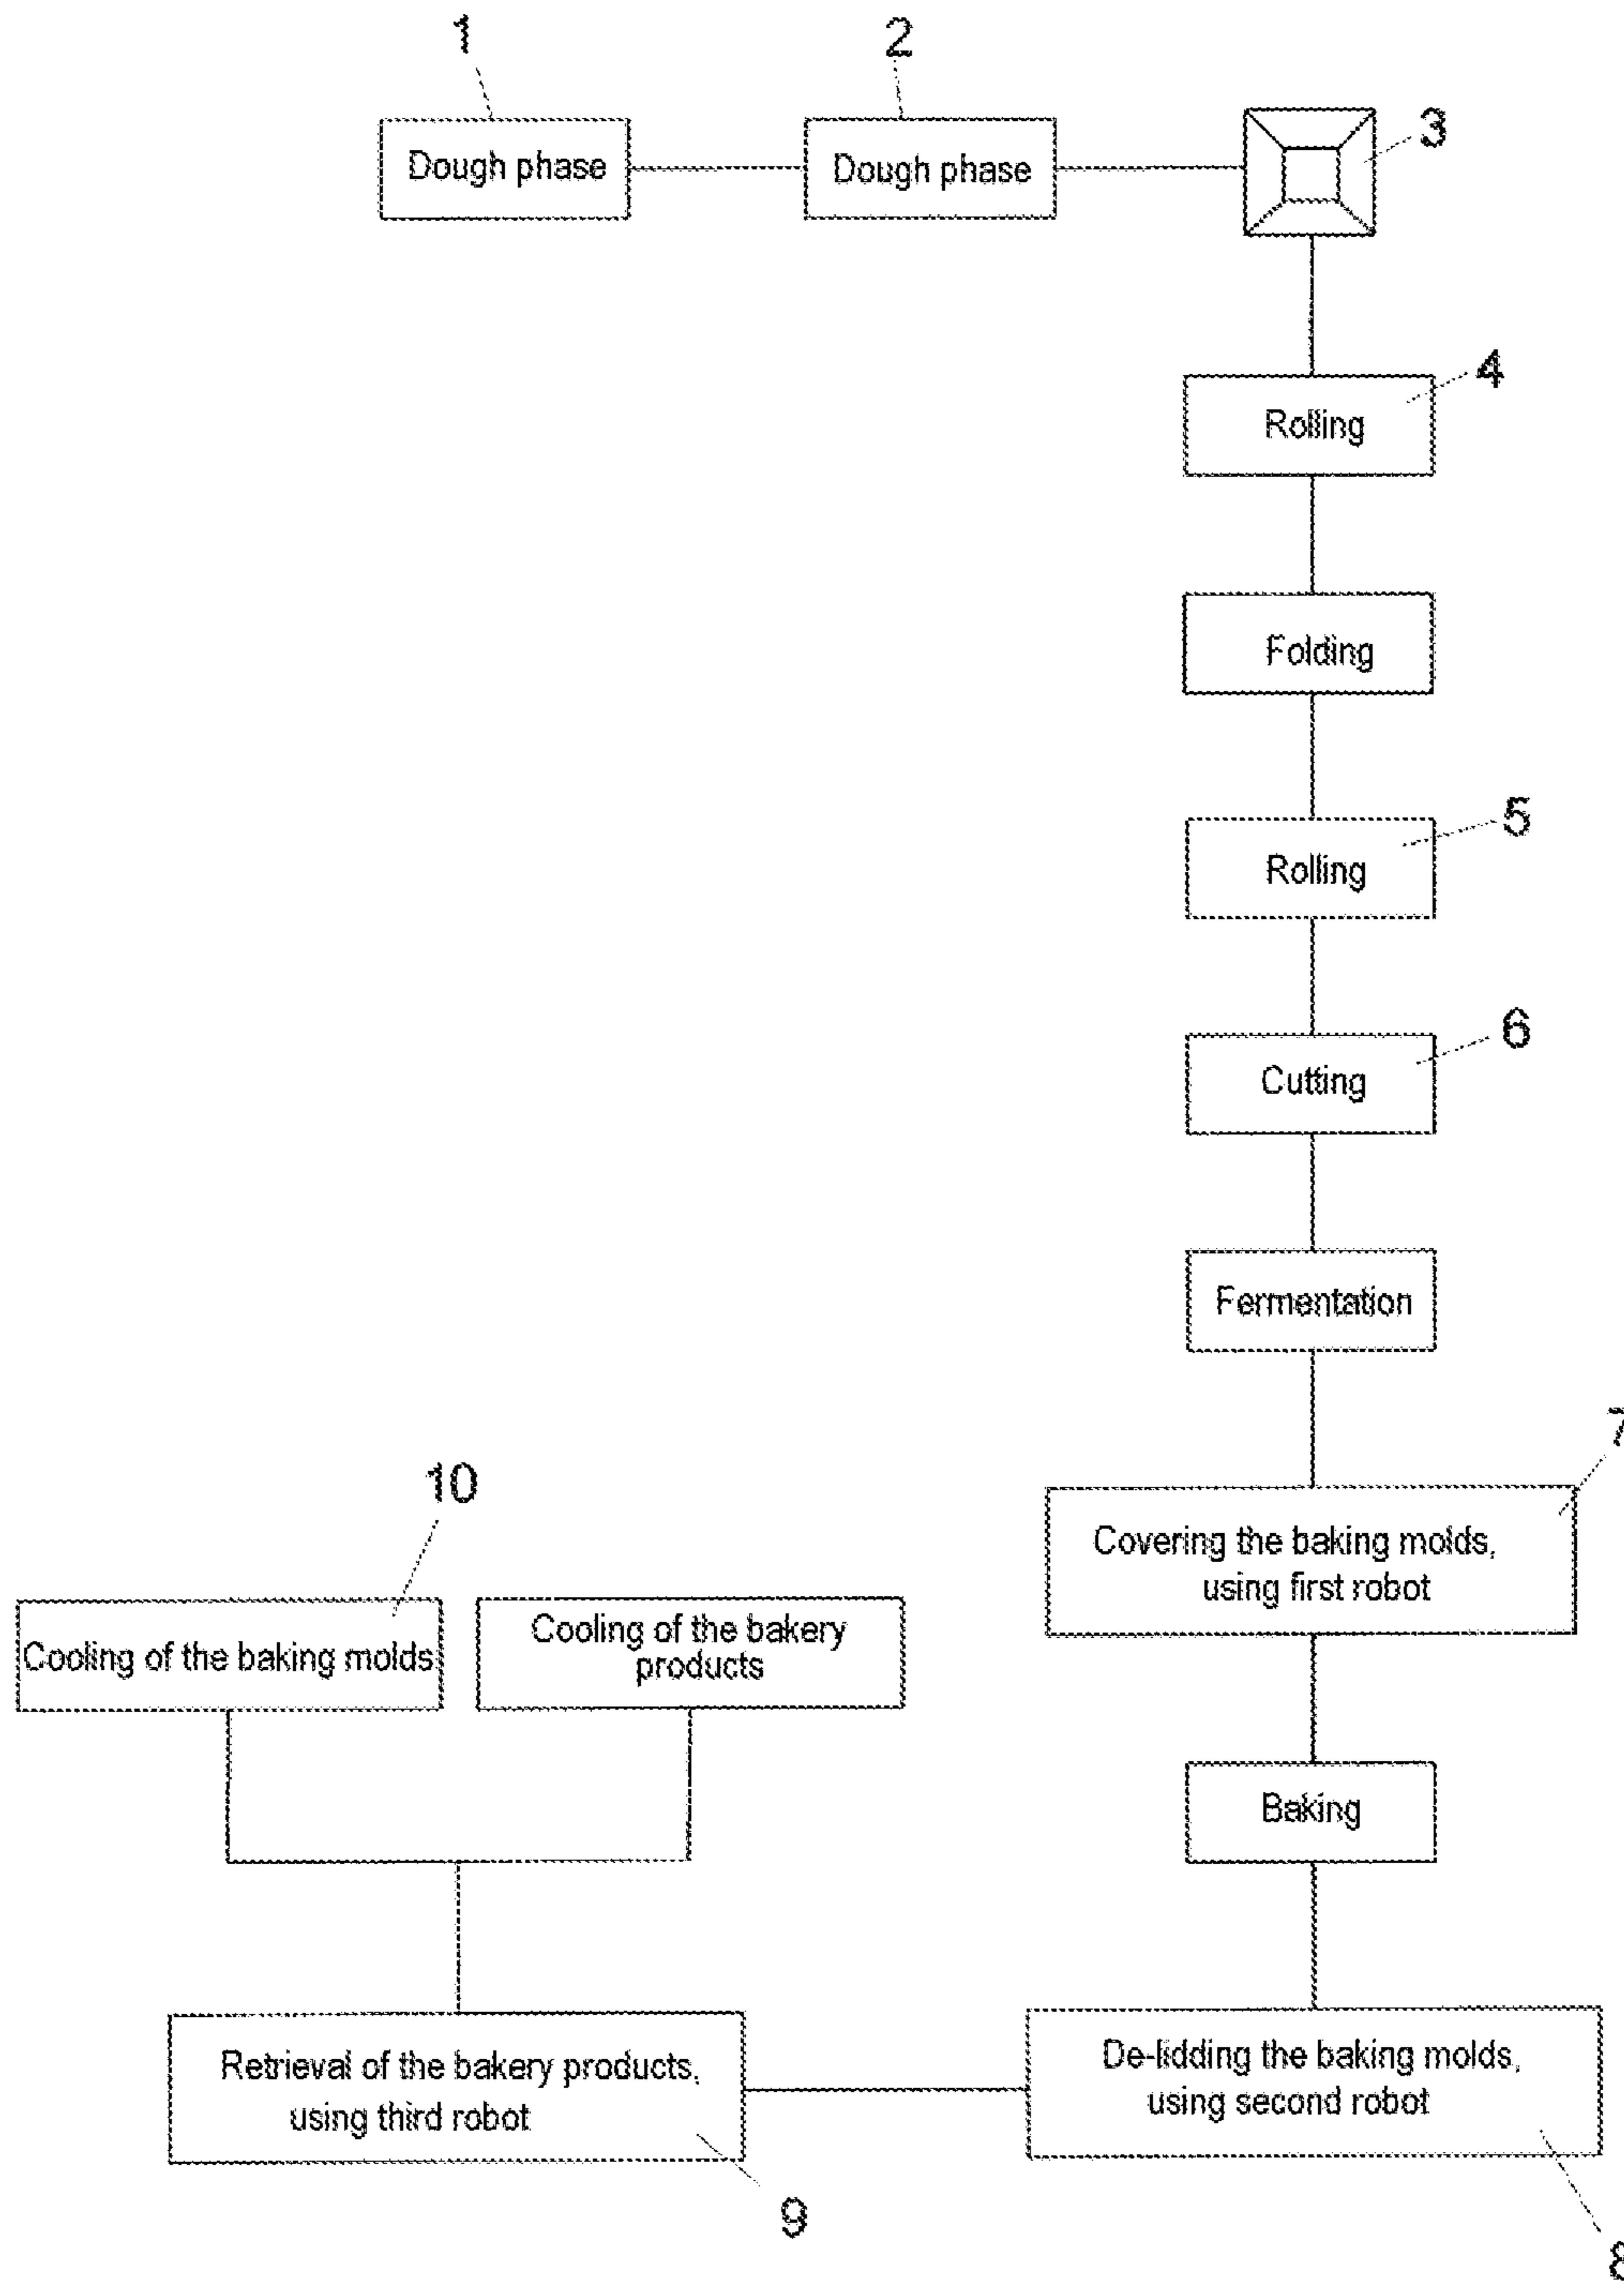 1
2
Dough phase
Dough phase
3
4
Rolling
Folding
5
Rolling
6
Cutting
Fermentation
7
Covering the baking molds,
using first robot
10
Cooling of the baking molds
Cooling of the bakery
products
Baking
Retrieval of the bakery products,
using third robot
De-lidding the baking molds,
using second robot
9
8